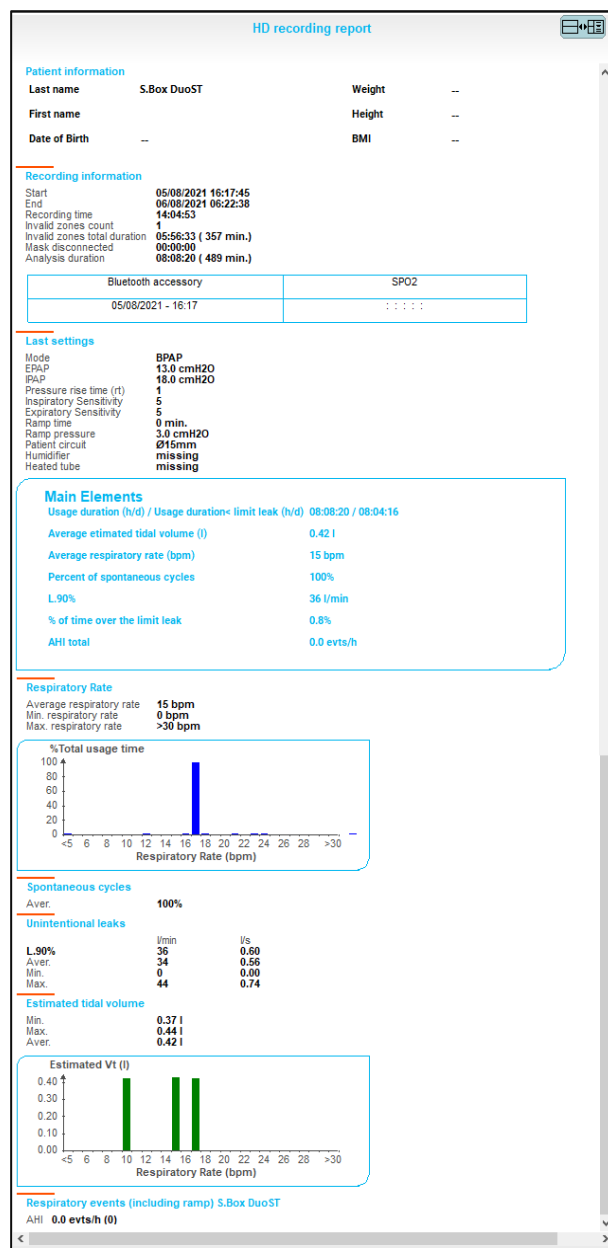 HD recording report
Patient information
Last name S.Box DuoST Weight --
First name Height --
Date of Birth -- BMI --
Recording information
Start 05/08/2021 16:17:45
End 06/08/2021 06:22:38
Recording time 14:04:53
Invalid zones count 1
Invalid zones total duration 05:56:33 ( 357 min.)
Mask disconnected 00:00:00
Analysis duration 08:08:20 ( 489 min.)
Bluetooth accessory SPO2
05/08/2021 - 16:17 : : : : :
Last settings
Mode BPAP
EPAP 13.0 cmH2O
IPAP 18.0 cmH2O
Pressure rise time (rt) 1
Inspiratory Sensitivity 5
Expiratory Sensitivity 5
Ramp time 0 min.
Ramp pressure 3.0 cmH2O
Patient circuit Ø15mm
Humidifier missing
Heated tube missing
Main Elements
Usage duration (h/d) / Usage duration< limit leak (h/d) 08:08:20 / 08:04:16
Average etimated tidal volume (l) 0.42 l
Average respiratory rate (bpm) 15 bpm
Percent of spontaneous cycles 100%
L.90% 36 l/min
% of time over the limit leak 0.8%
AHI total 0.0 evts/h
Respiratory Rate
Average respiratory rate 15 bpm
Min. respiratory rate 0 bpm
Max. respiratory rate >30 bpm
%Total usage time
100
80
60
40
20
0
<5 6 8 10 12 14 16 18 20 22 24 26 28 >30
Respiratory Rate (bpm)
Spontaneous cycles
Aver. 100%
Unintentional leaks
l/min l/s
L.90% 36 0.60
Aver. 34 0.56
Min. 0 0.00
Max. 44 0.74
Estimated tidal volume
Min. 0.37 l
Max. 0.44 l
Aver. 0.42 l
Estimated Vt (l)
0.40
0.30
0.20
0.10
0.00
<5 6 8 10 12 14 16 18 20 22 24 26 28 >30
Respiratory Rate (bpm)
Respiratory events (including ramp) S.Box DuoST
AHI 0.0 evts/h (0)